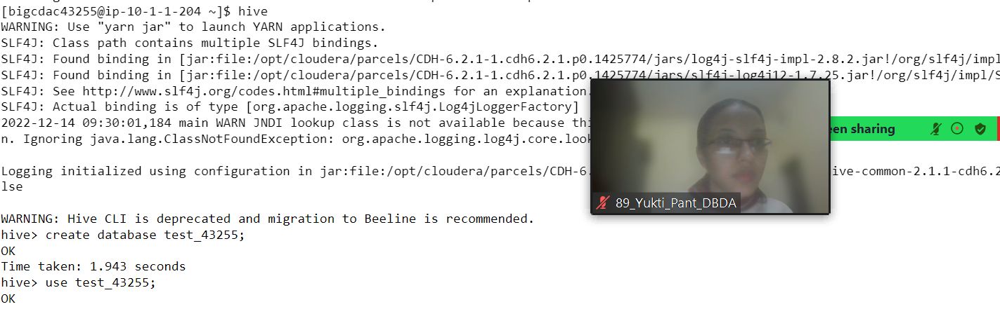 [bigcdac43255@ip-10-1-1-204 ~]$ hive
WARNING: Use "yarn jar" to launch YARN applications.
SLF4J: Class path contains multiple SLF4J bindings.
SLF4J: Found binding in [jar:file:/opt/cloudera/parcels/CDH-6.2.1-1.cdh6.2.1.p0.1425774/jars/log4j-slf4j-impl-2.8.2.jar!/org/slf4j/impl
SLF4J: Found binding in [jar:file:/opt/cloudera/parcels/CDH-6.2.1-1.cdh6.2.1.p0.1425774/jars/slf4j-log4j12-1.7.25.jar!/org/slf4j/impl/S
SLF4J: See http://www.slf4j.org/codes.html#multiple_bindings for an explanation.
SLF4J: Actual binding is of type [org.apache.logging.slf4j.Log4jLoggerFactory]
2022-12-14 09:30:01,184 main WARN JNDI lookup class is not available because thi
en sharing
n. Ignoring java.lang.ClassNotFoundException: org.apache.logging.log4j.core.look
Logging initialized using configuration in jar:file:/opt/cloudera/parcels/CDH-6. ive-common-2.1.1-cdh6.2
lse
89_Yukti_Pant_DBDA
WARNING: Hive CLI is deprecated and migration to Beeline is recommended.
hive> create database test_43255;
OK
Time taken: 1.943 seconds
hive> use test_43255;
OK